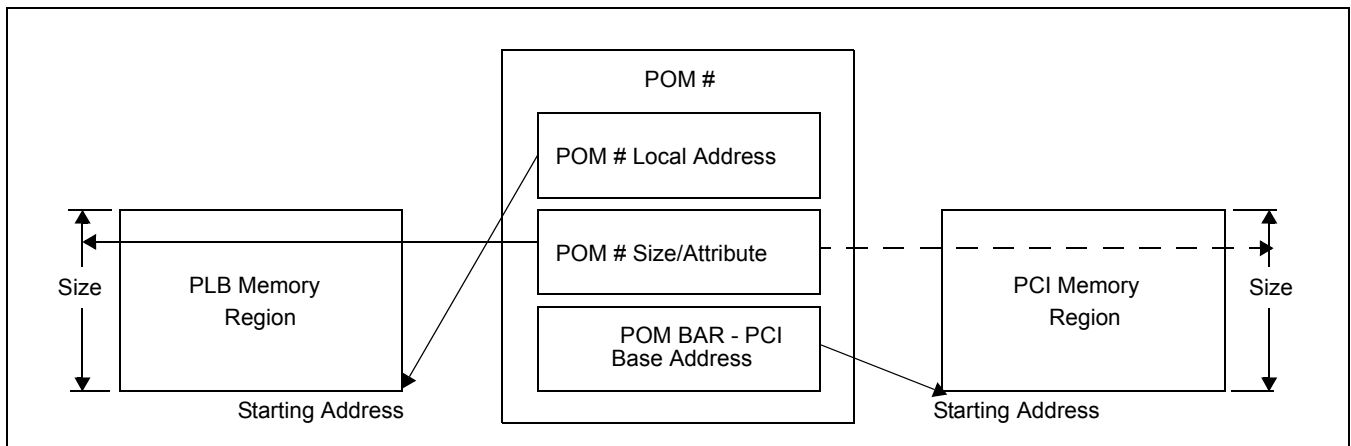 POM #
POM # Local Address
POM # Size/Attribute
Size
PLB Memory
Region
PCI Memory
Region
Size
POM BAR - PCI
Base Address
Starting Address
Starting Address